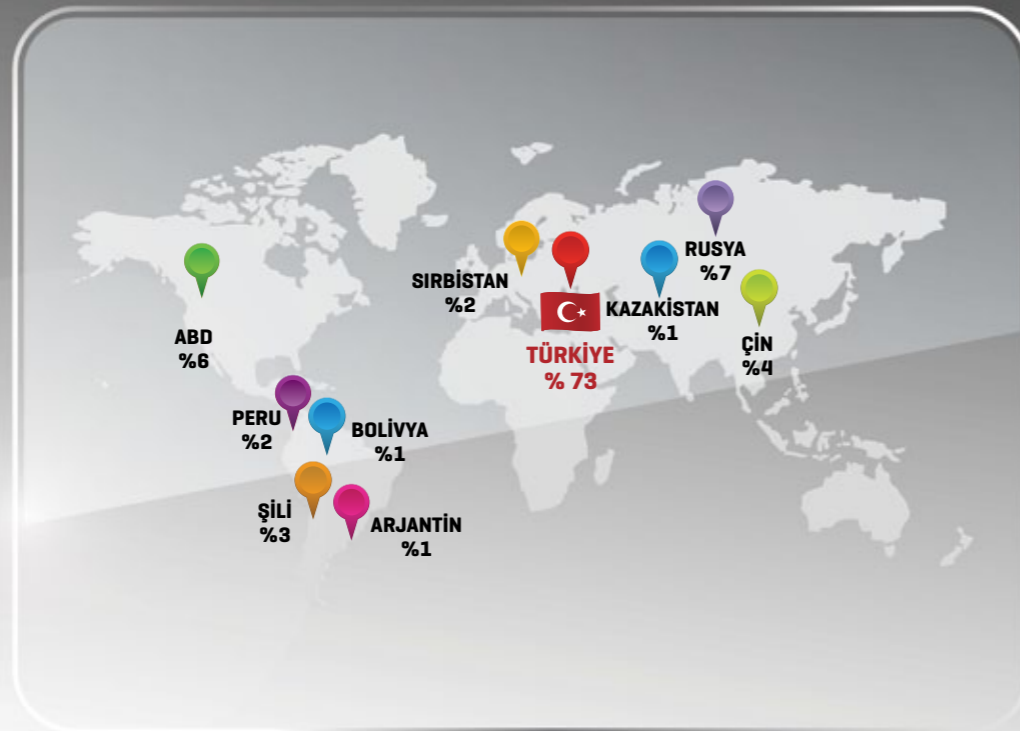 RUSYA
%7
SIRBİSTAN
%2
KAZAKİSTAN
%1
ABD
%6
ÇİN
%4
TÜRKİYE
% 73
PERU
%2
BOLİVYA
%1
ŞİLİ
%3
ARJANTİN
%1